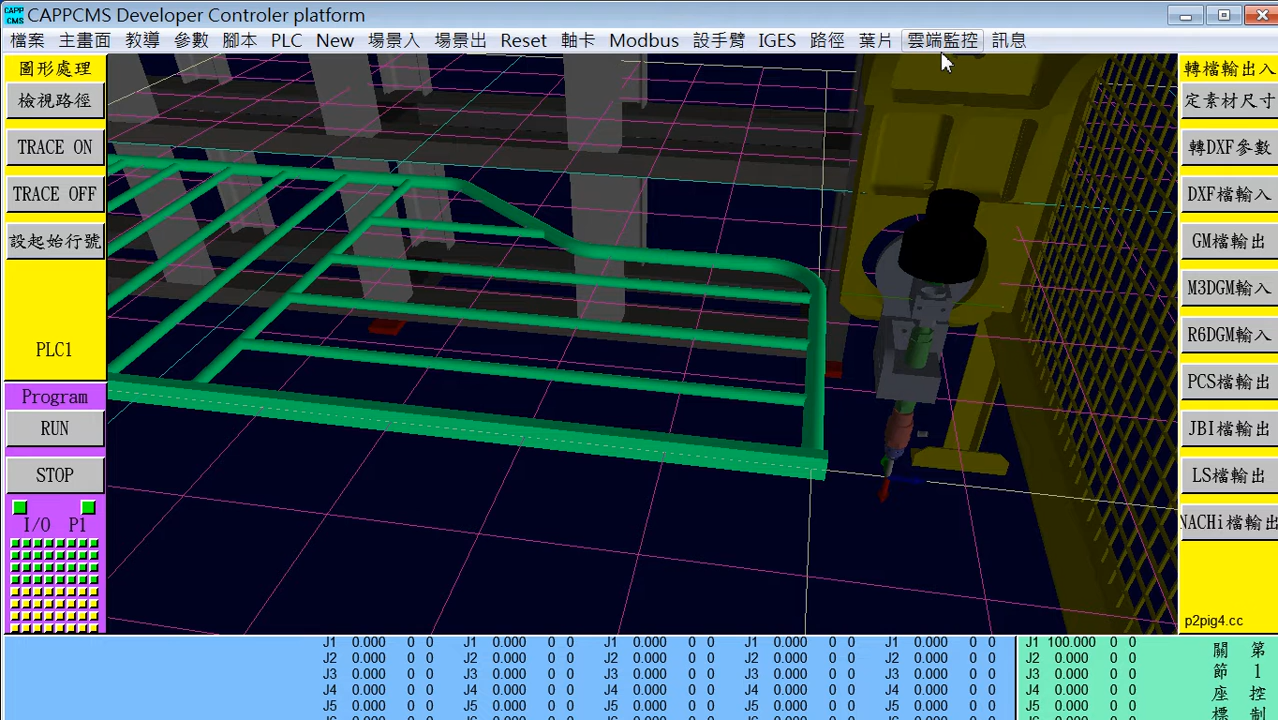 CAPP CMS
CAPPCMS Developer Controler platform
檔案 主畫面 教導 參數 腳本 PLC New 場景入 場景出 Reset 軸卡 Modbus 設手臂 IGES 路徑 葉片 雲端監控 訊息
圖形處理
檢視路徑
TRACE ON
TRACE OFF
設起始行號
PLC1
Program
RUN
STOP
I/O P1
轉檔輸出入
定素材尺寸
轉DXF參數
DXF檔輸入
GM檔輸出
M3DGM輸入
R6DGM輸入
PCS檔輸出
JBI檔輸出
LS檔輸出
NACHi檔輸出
p2pig4.cc
J1 0.000 0 0 J1 0.000 0 0 J1 0.000 0 0 J1 0.000 0 0 J1 0.000 0 0 J1 100.000 0 0
J2 0.000 0 0 J2 0.000 0 0 J2 0.000 0 0 J2 0.000 0 0 J2 0.000 0 0 J2 0.000 0 0
J3 0.000 0 0 J3 0.000 0 0 J3 0.000 0 0 J3 0.000 0 0 J3 0.000 0 0 J3 0.000 0 0
J4 0.000 0 0 J4 0.000 0 0 J4 0.000 0 0 J4 0.000 0 0 J4 0.000 0 0 J4 0.000 0 0
J5 0.000 0 0 J5 0.000 0 0 J5 0.000 0 0 J5 0.000 0 0 J5 0.000 0 0 J5 0.000 0 0
關節座標
第1控制